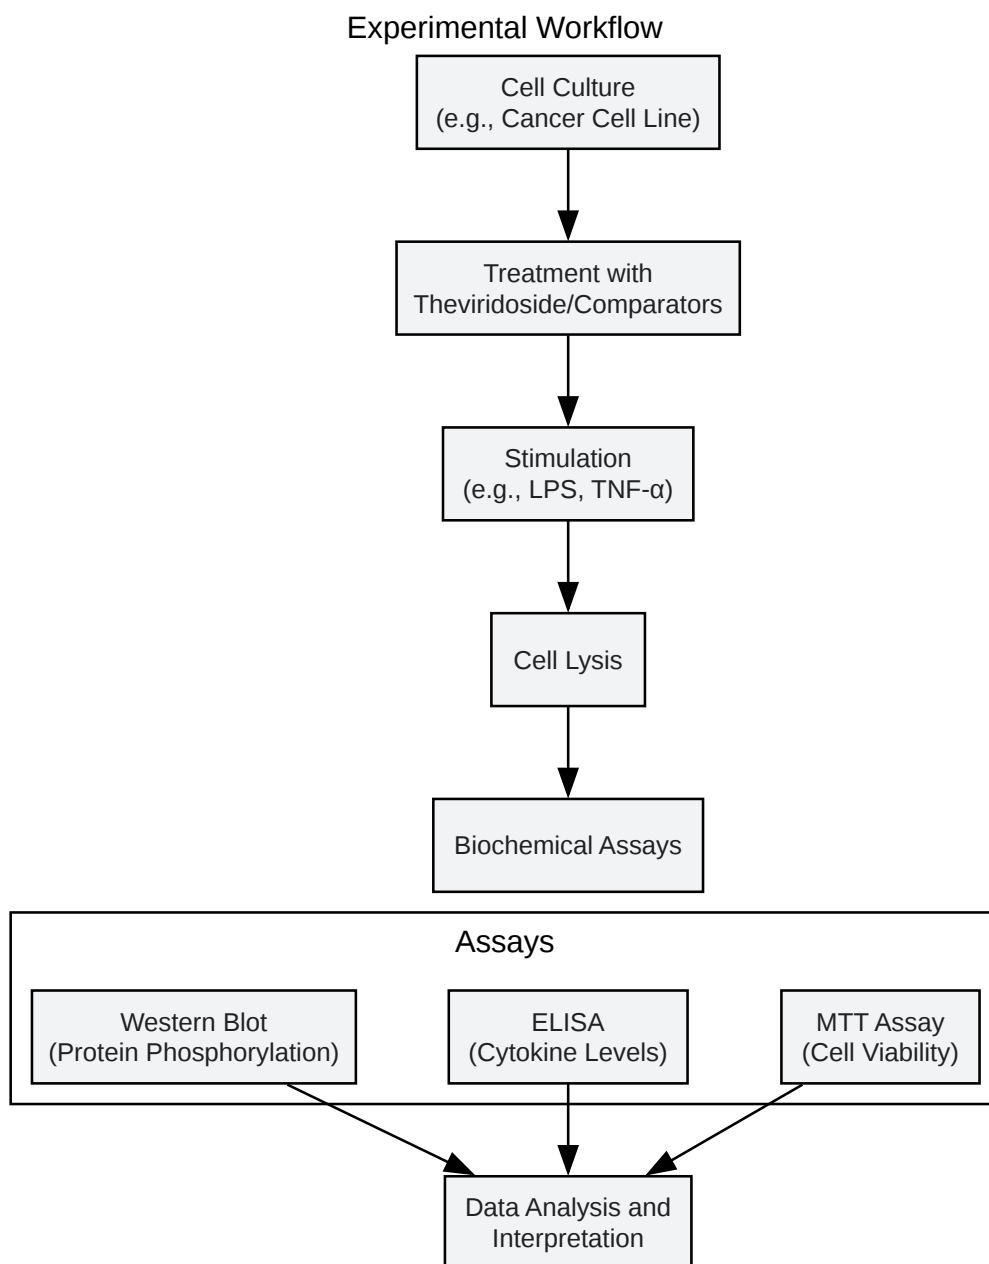 Experimental Workflow
Cell Culture
(e.g., Cancer Cell Line)
Treatment with
Theviridoside/Comparators
Stimulation
(e.g., LPS, TNF-α)
Cell Lysis
Biochemical Assays
Assays
Western Blot
(Protein Phosphorylation)
ELISA
(Cytokine Levels)
MTT Assay
(Cell Viability)
Data Analysis and
Interpretation